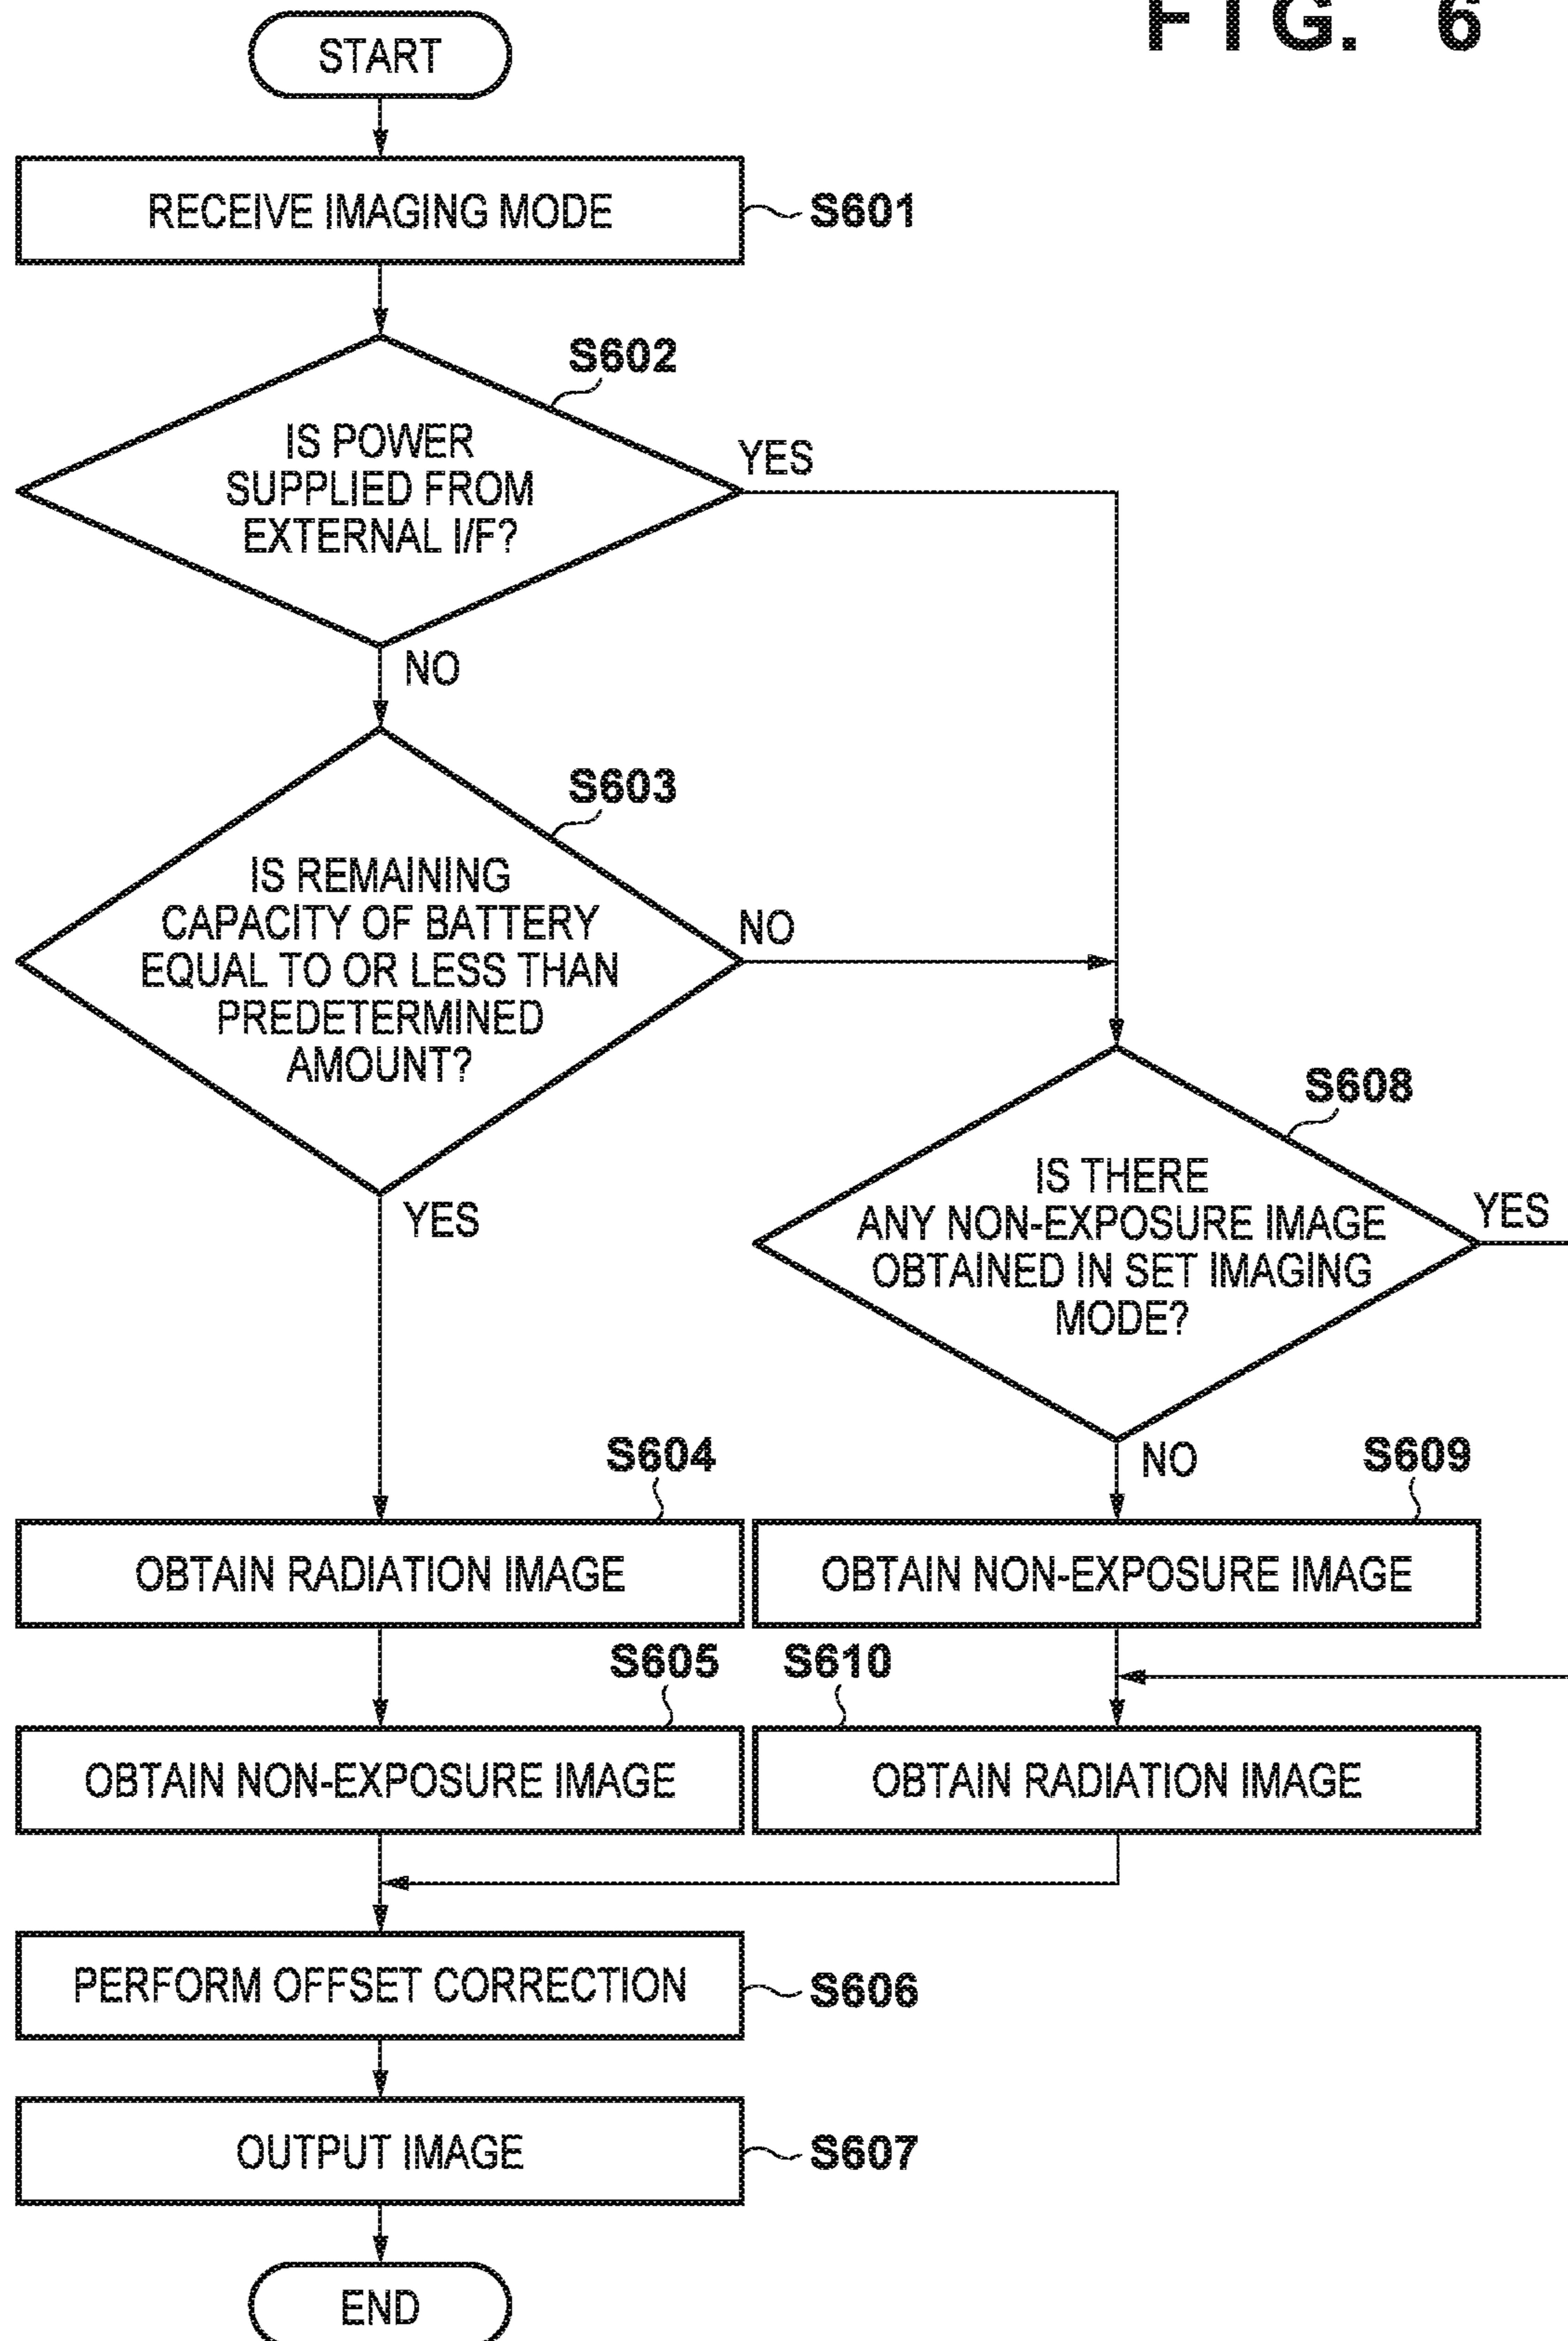 FIG. 6
START
RECEIVE IMAGING MODE
S601
S602
IS POWER
SUPPLIED FROM
EXTERNAL I/F?
YES
NO
S603
IS REMAINING
CAPACITY OF BATTERY
EQUAL TO OR LESS THAN
PREDETERMINED
AMOUNT?
NO
YES
S608
IS THERE
ANY NON-EXPOSURE IMAGE
OBTAINED IN SET IMAGING
MODE?
YES
NO
S604
OBTAIN RADIATION IMAGE
S609
OBTAIN NON-EXPOSURE IMAGE
S605
OBTAIN NON-EXPOSURE IMAGE
S610
OBTAIN RADIATION IMAGE
PERFORM OFFSET CORRECTION
S606
OUTPUT IMAGE
S607
END